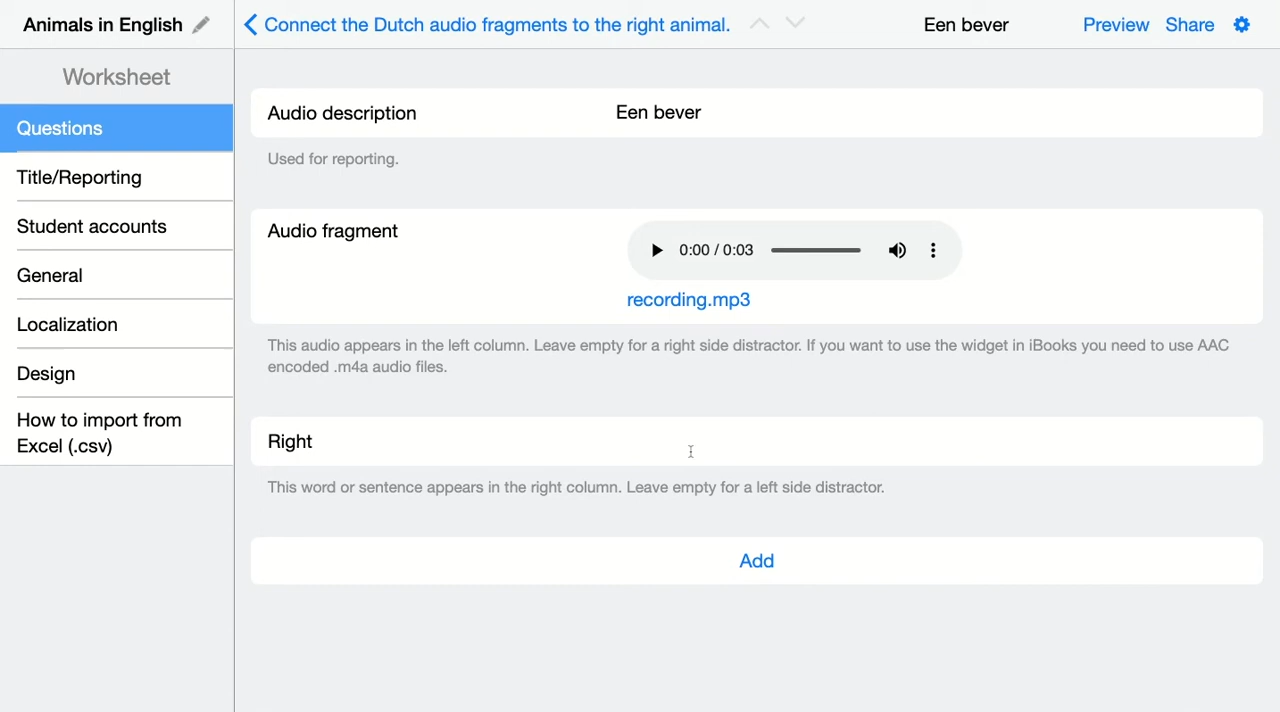 Animals in English
Connect the Dutch audio fragments to the right animal.
Een bever
Preview
Share
Worksheet
Questions
Title/Reporting
Student accounts
General
Localization
Design
How to import from
Excel (.csv)
Audio description
Een bever
Used for reporting.
Audio fragment
0:00 / 0:03
recording.mp3
This audio appears in the left column. Leave empty for a right side distractor. If you want to use the widget in iBooks you need to use AAC
encoded .m4a audio files.
Right
This word or sentence appears in the right column. Leave empty for a left side distractor.
Add